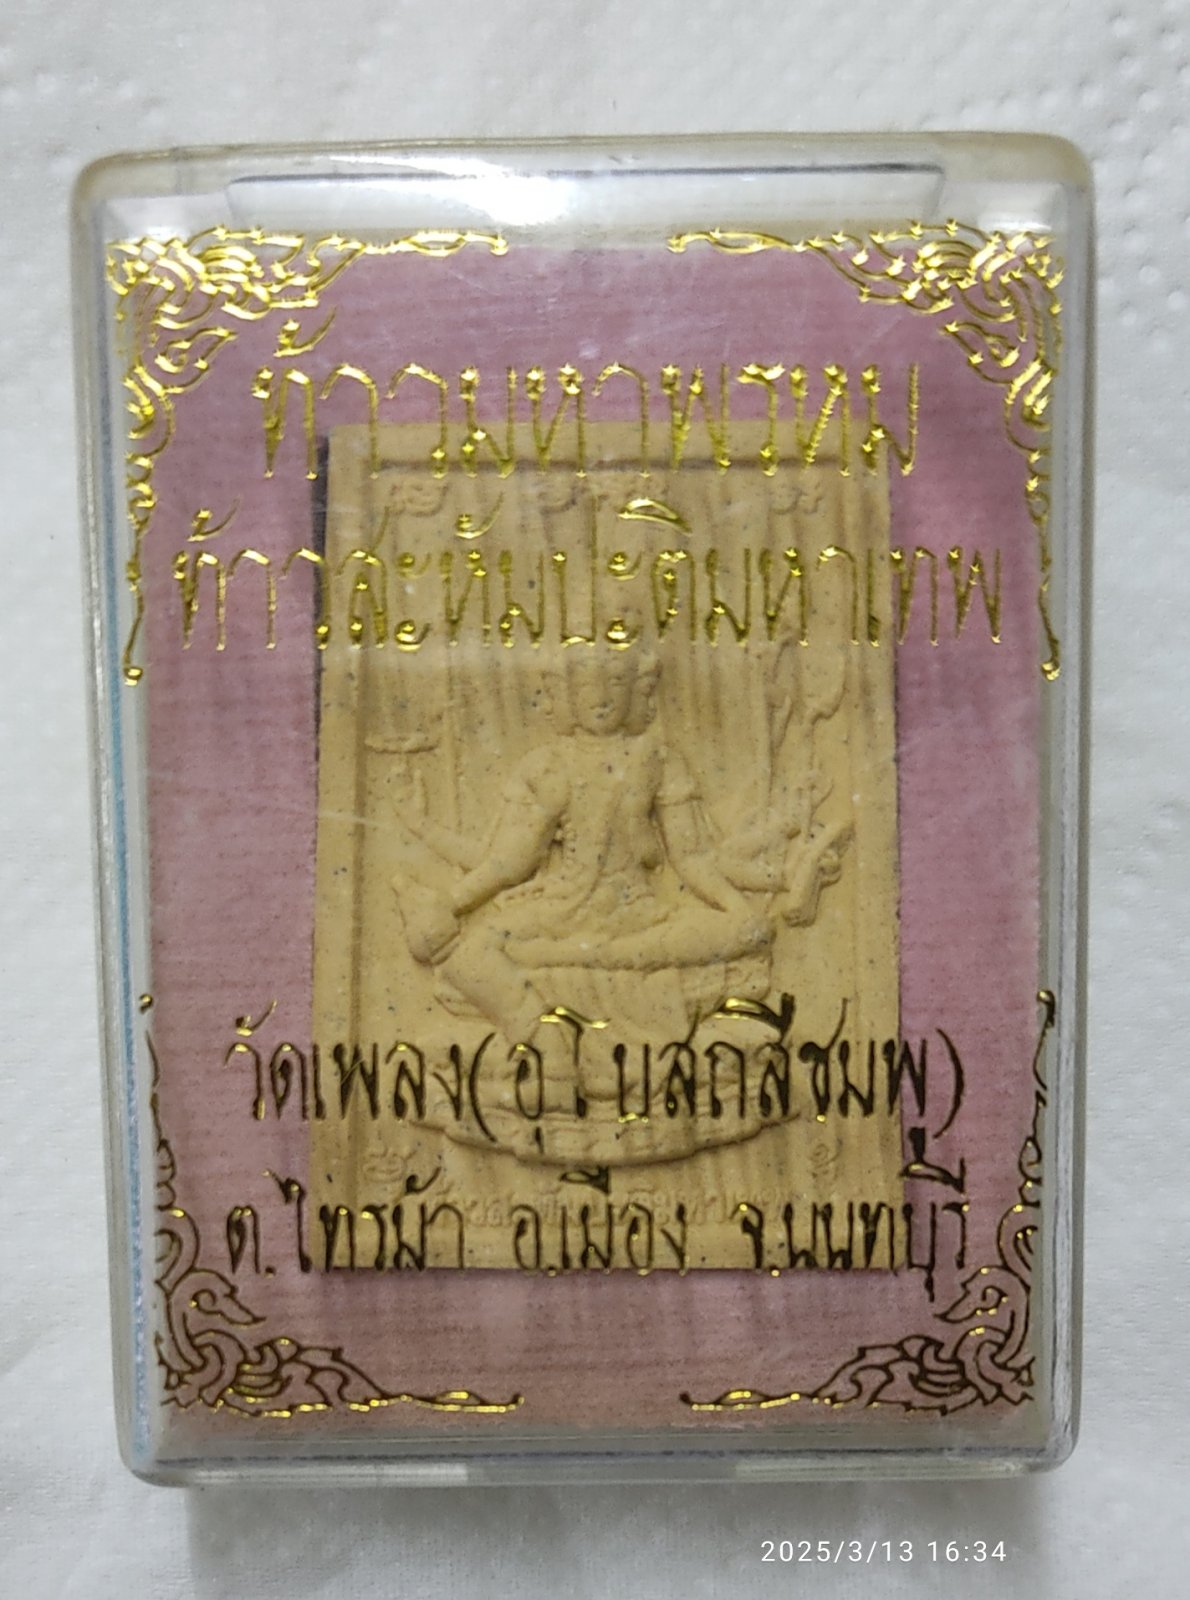 ท้าวมหาพรหม
ท้าวสะหัมปะติมหาเทพ
วัดเพลง(อุโบสถสีชมพู)
ต.ไทรม้า อ.เมือง จ.นนทบุรี
2025/3/13 16:34